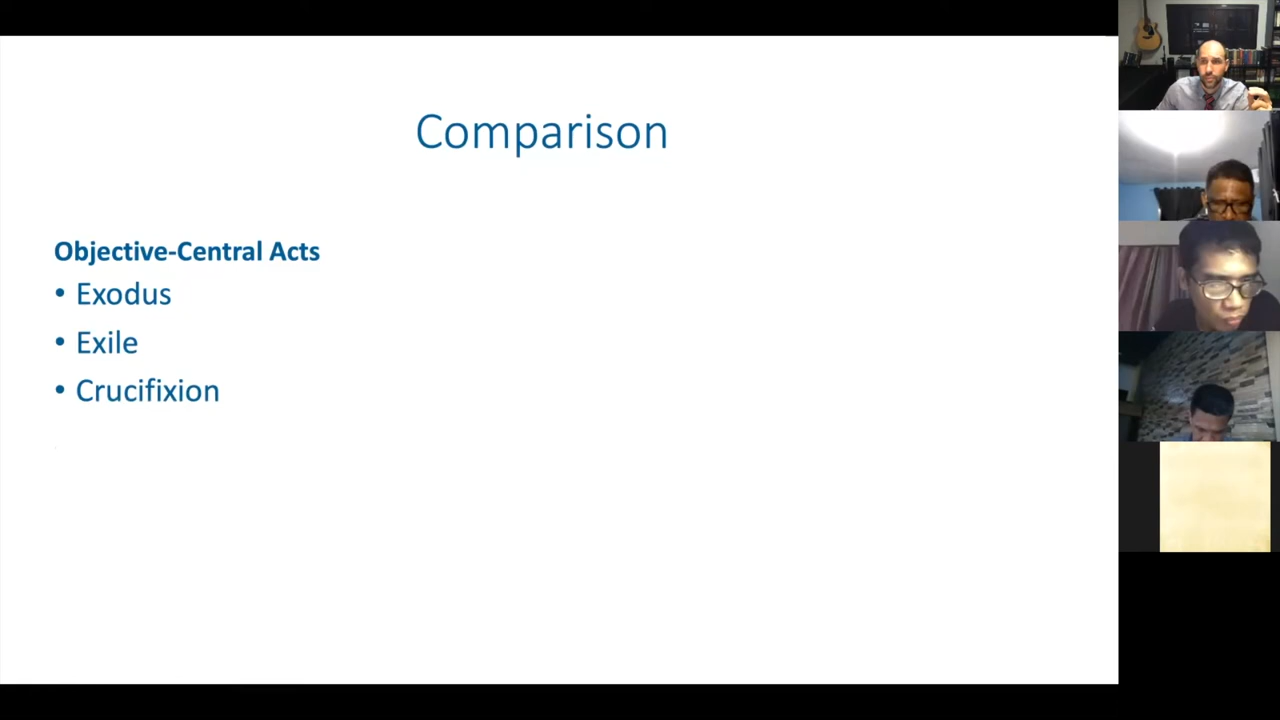 Comparison
Objective-Central Acts
• Exodus
• Exile
• Crucifixion